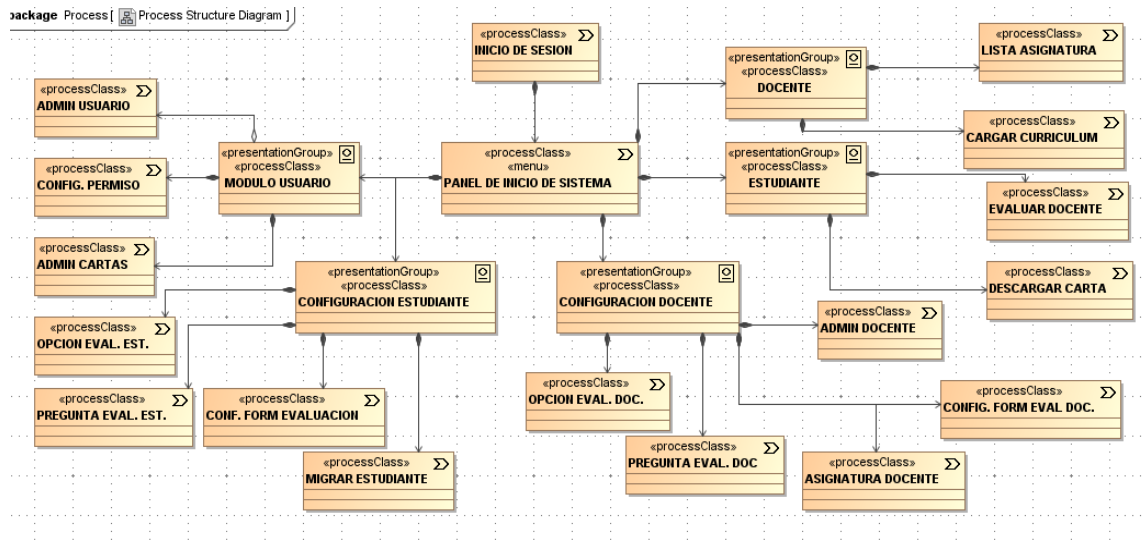 package Process [ Process Structure Diagram ]
«processClass»
INICIO DE SESION
«processClass»
LISTA ASIGNATURA
«presentationGroup»
«processClass»
DOCENTE
«processClass»
ADMIN USUARIO
«processClass»
CARGAR CURRICULUM
«presentationGroup»
«processClass»
MODULO USUARIO
«processClass»
«menu»
PANEL DE INICIO DE SISTEMA
«presentationGroup»
«processClass»
ESTUDIANTE
«processClass»
CONFIG. PERMISO
«processClass»
EVALUAR DOCENTE
«processClass»
ADMIN CARTAS
«presentationGroup»
«processClass»
CONFIGURACION ESTUDIANTE
«presentationGroup»
«processClass»
CONFIGURACION DOCENTE
«processClass»
DESCARGAR CARTA
«processClass»
ADMIN DOCENTE
«processClass»
OPCION EVAL. EST.
«processClass»
OPCION EVAL. DOC.
«processClass»
CONFIG. FORM EVAL DOC.
«processClass»
PREGUNTA EVAL. EST.
«processClass»
CONF. FORM EVALUACION
«processClass»
PREGUNTA EVAL. DOC
«processClass»
MIGRAR ESTUDIANTE
«processClass»
ASIGNATURA DOCENTE